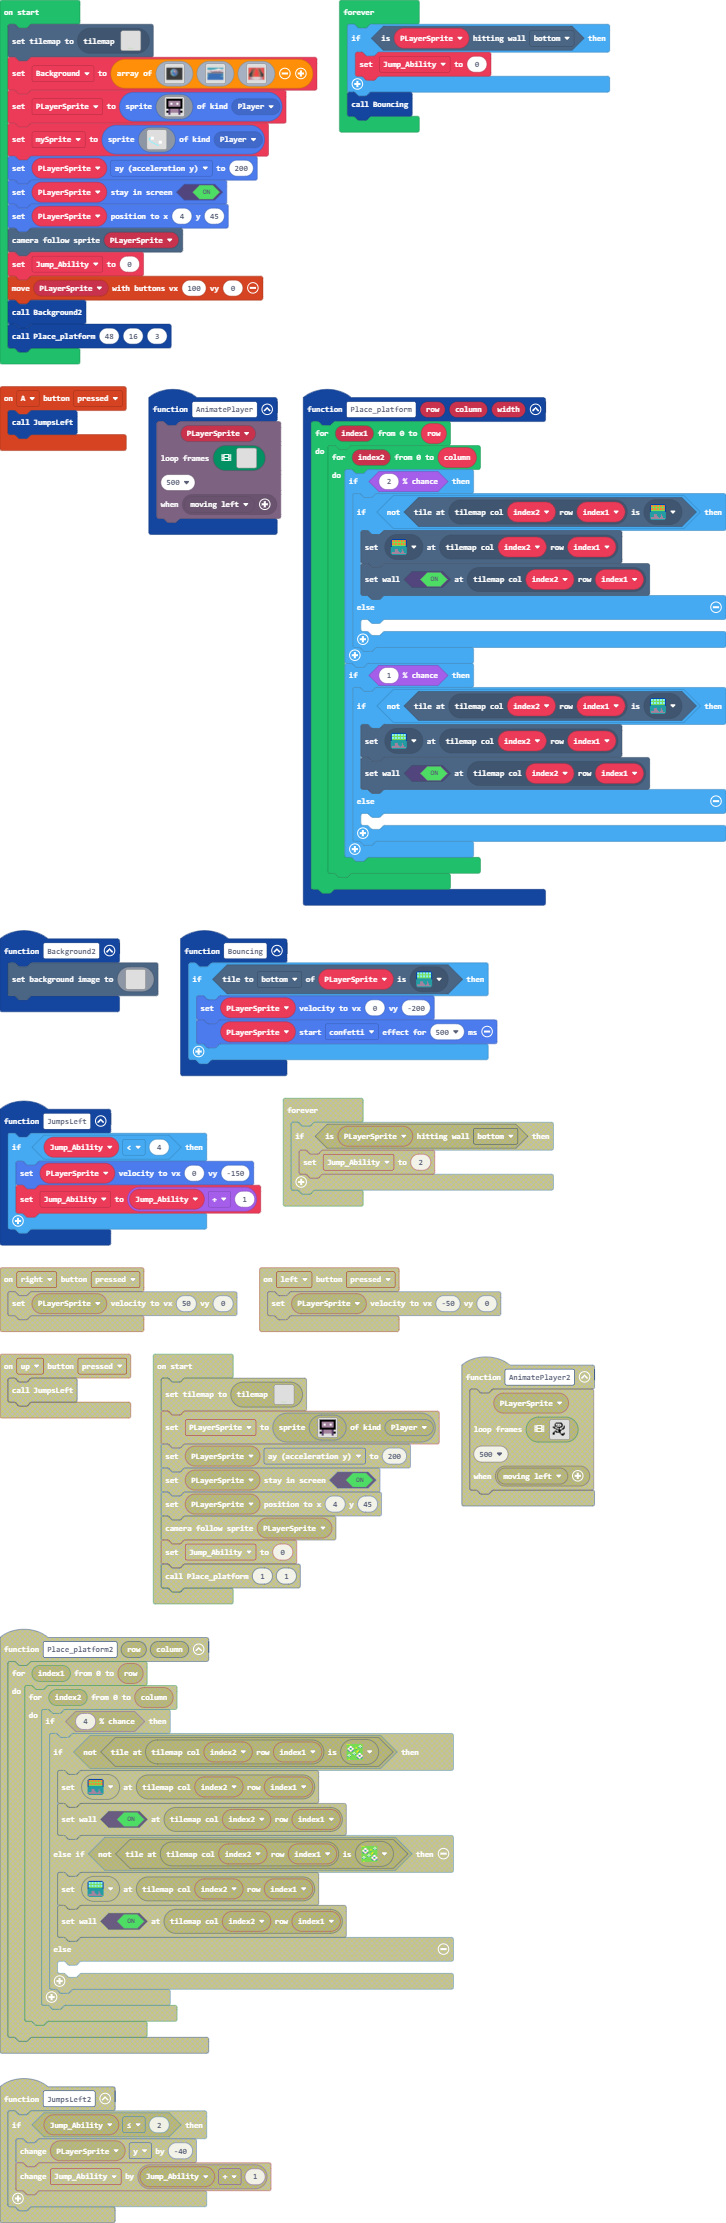 on start
set tilemap to tilemap
set Background to array of
set PLayerSprite to sprite of kind Player
set mySprite to sprite of kind Player
set PLayerSprite ay (acceleration y) to 200
set PLayerSprite stay in screen ON
set PLayerSprite position to x 4 y 45
camera follow sprite PLayerSprite
set Jump_Ability to 0
move PLayerSprite with buttons vx 100 vy 0
call Background2
call Place_platform 48 16 3
forever
if is PLayerSprite hitting wall bottom then
set Jump_Ability to 0
call Bouncing
on A button pressed
call JumpsLeft
function AnimatePlayer
PLayerSprite
loop frames
500
when moving left
function Place_platform row column width
for index1 from 0 to row
do for index2 from 0 to column
do if 2 % chance then
if not tile at tilemap col index2 row index1 is then
set at tilemap col index2 row index1
set wall ON at tilemap col index2 row index1
else
if 1 % chance then
if not tile at tilemap col index2 row index1 is then
set at tilemap col index2 row index1
set wall ON at tilemap col index2 row index1
else
function Background2
set background image to
function Bouncing
if tile to bottom of PLayerSprite is then
set PLayerSprite velocity to vx 0 vy -200
PLayerSprite start confetti effect for 500 ms
function JumpsLeft
if Jump_Ability < 4 then
set PLayerSprite velocity to vx 0 vy -150
set Jump_Ability to Jump_Ability + 1
forever
if is PLayerSprite hitting wall bottom then
set Jump_Ability to 2
on right button pressed
set PLayerSprite velocity to vx 50 vy 0
on left button pressed
set PLayerSprite velocity to vx -50 vy 0
on up button pressed
call JumpsLeft
on start
set tilemap to tilemap
set PLayerSprite to sprite of kind Player
set PLayerSprite ay (acceleration y) to 200
set PLayerSprite stay in screen ON
set PLayerSprite position to x 4 y 45
camera follow sprite PLayerSprite
set Jump_Ability to 0
call Place_platform 1 1
function AnimatePlayer2
PLayerSprite
loop frames
500
when moving left
function Place_platform2 row column
for index1 from 0 to row
do for index2 from 0 to column
do if 4 % chance then
if not tile at tilemap col index2 row index1 is then
set at tilemap col index2 row index1
set wall ON at tilemap col index2 row index1
else if not tile at tilemap col index2 row index1 is then
set at tilemap col index2 row index1
set wall ON at tilemap col index2 row index1
else
function JumpsLeft2
if Jump_Ability ≤ 2 then
change PLayerSprite y by -40
change Jump_Ability by Jump_Ability + 1